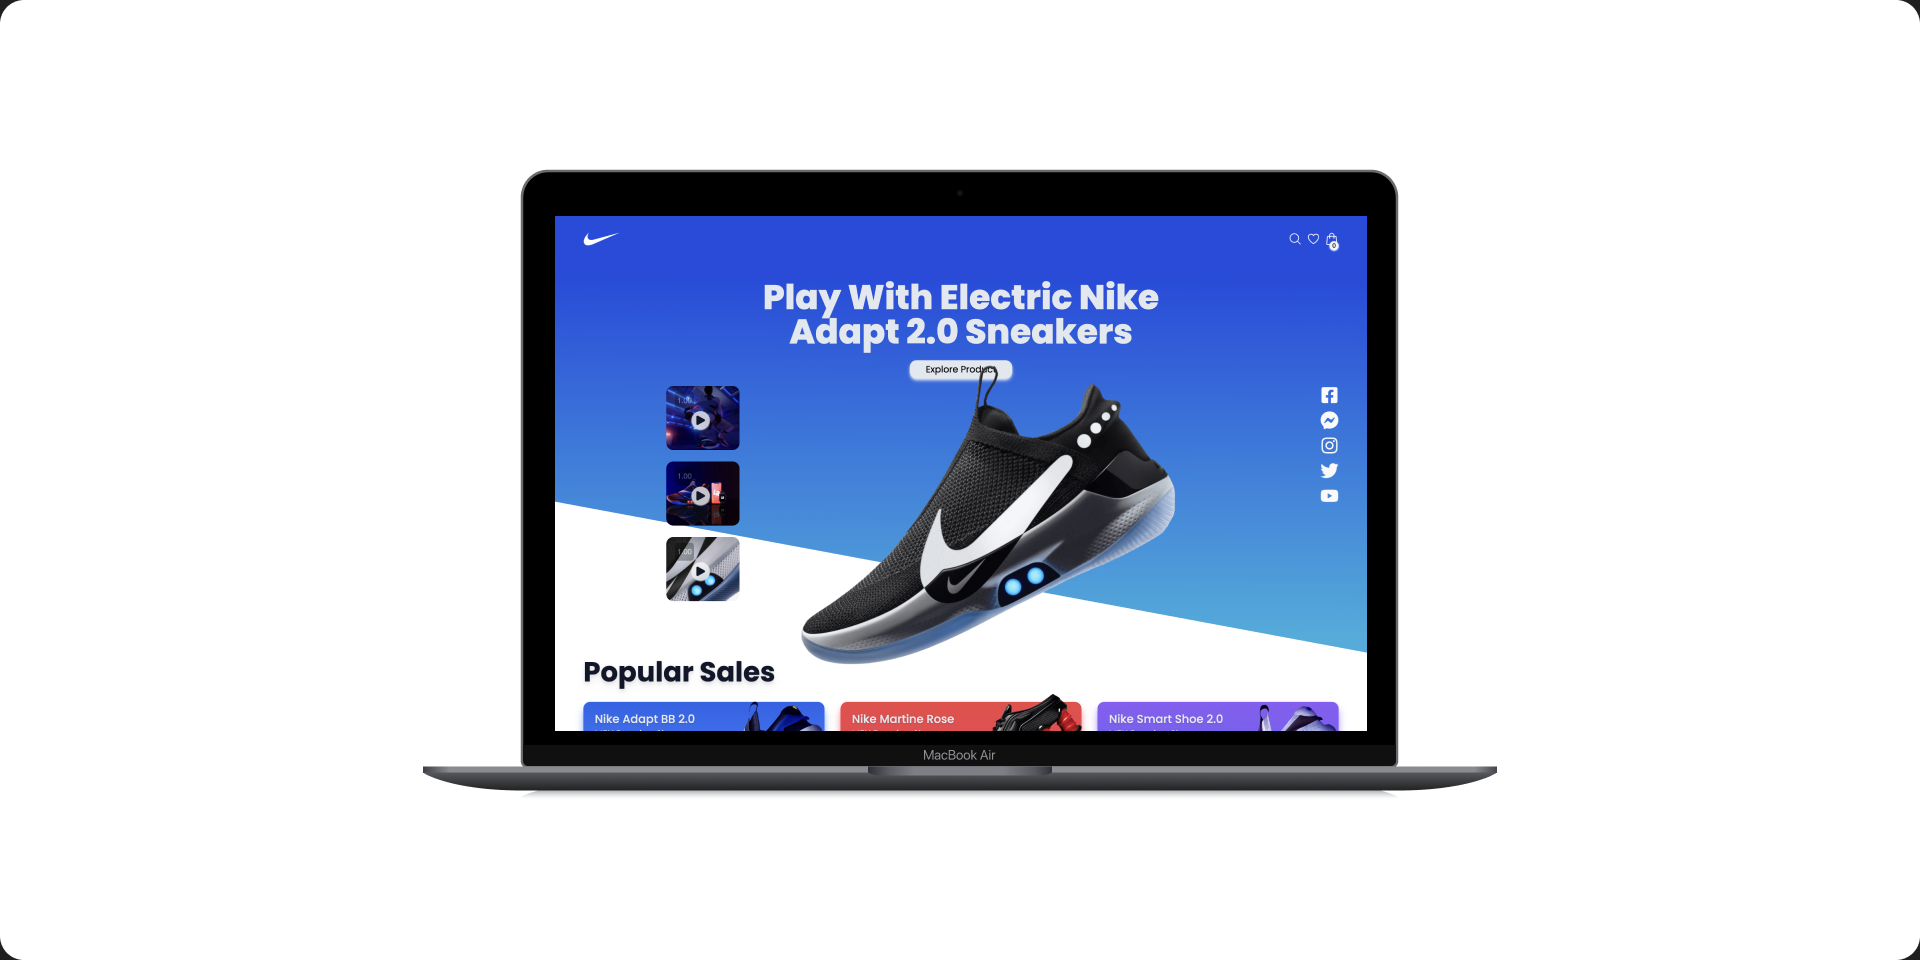 0
Play With Electric Nike
Adapt 2.0 Sneakers
Explore Product
1.00
1.00
1.00
Popular Sales
Nike Adapt BB 2.0
Nike Martine Rose
Nike Smart Shoe 2.0
MacBook Air